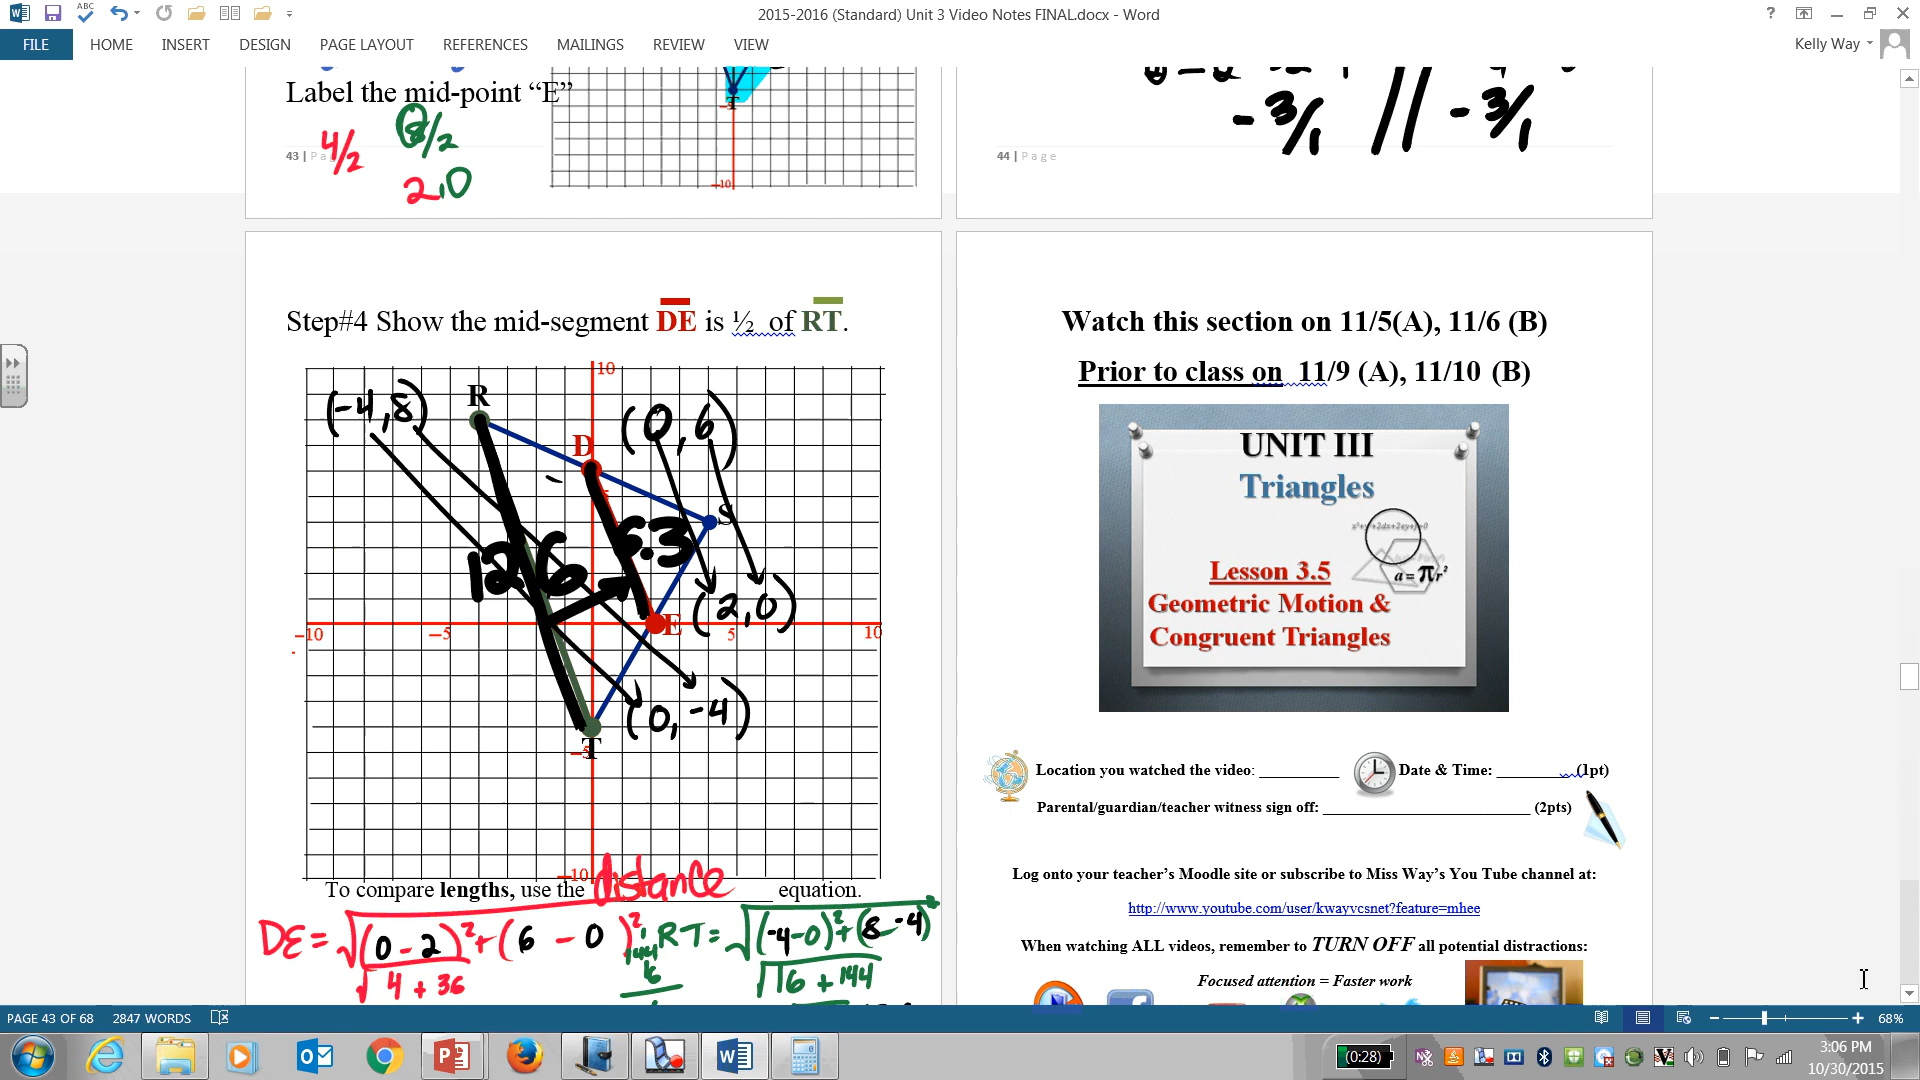 2015-2016 (Standard) Unit 3 Video Notes FINAL.docx - Word
FILE HOME INSERT DESIGN PAGE LAYOUT REFERENCES MAILINGS REVIEW VIEW
Kelly Way
Label the mid-point “E”
4/2 8/2
2,0
T
-5
-10
43 | Page
-3/1 // -3/1
44 | Page
Step#4 Show the mid-segment DE is ½ of RT.
10
R
(-4,8)
D
(0,6)
S
12.6
6.3
(2,0)
E
-10 -5 5 10
(0,-4)
T
-5
-10
To compare lengths, use the distance equation.
DE = √(0-2)²+(6-0)²
√4+36
144
16
RT = √(-4-0)²+(8--4)²
√16+144
Watch this section on 11/5(A), 11/6 (B)
Prior to class on 11/9 (A), 11/10 (B)
UNIT III
Triangles
Lesson 3.5
Geometric Motion &
Congruent Triangles
a=πr²
Location you watched the video: __________ Date & Time: __________ (1pt)
Parental/guardian/teacher witness sign off: ____________________________ (2pts)
Log onto your teacher’s Moodle site or subscribe to Miss Way’s You Tube channel at:
http://www.youtube.com/user/kwayvcsnet?feature=mhee
When watching ALL videos, remember to TURN OFF all potential distractions:
Focused attention = Faster work
PAGE 43 OF 68 2847 WORDS
68%
(0:28)
3:06 PM
10/30/2015